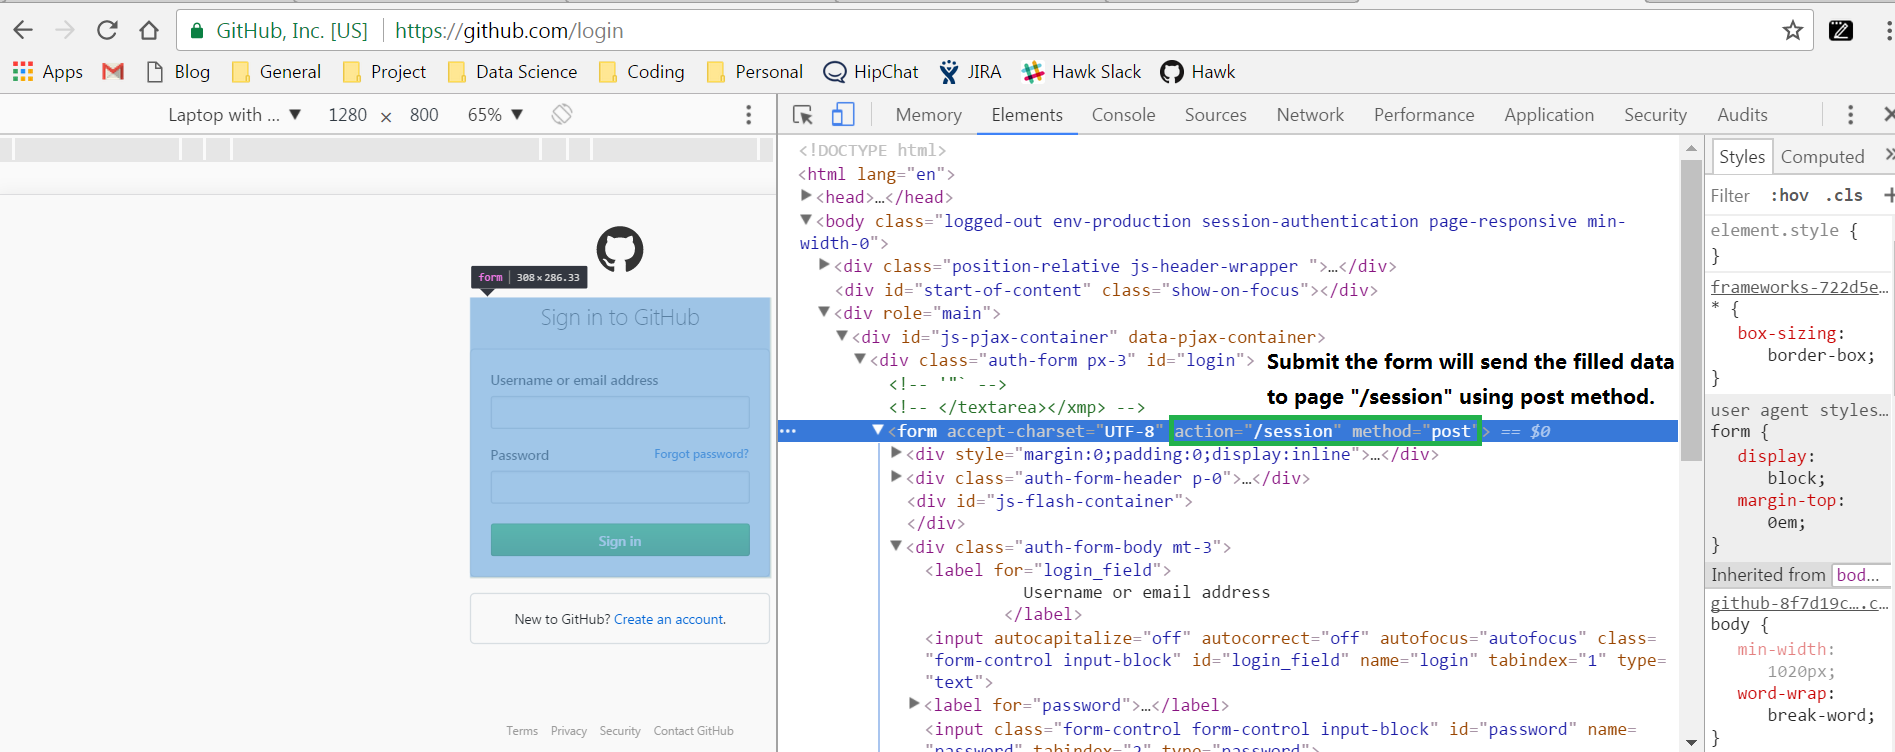 GitHub, Inc. [US] https://github.com/login
Apps Blog General Project Data Science Coding Personal HipChat JIRA Hawk Slack Hawk
Laptop with ... ▼ 1280 × 800 65% ▼
Memory Elements Console Sources Network Performance Application Security Audits
form 308×286.33
Sign in to GitHub
Username or email address
Password Forgot password?
Sign in
New to GitHub? Create an account.
Terms Privacy Security Contact GitHub
<!DOCTYPE html>
<html lang="en">
▶<head>…</head>
▼<body class="logged-out env-production session-authentication page-responsive min-
width-0">
▶<div class="position-relative js-header-wrapper ">…</div>
<div id="start-of-content" class="show-on-focus"></div>
▼<div role="main">
▼<div id="js-pjax-container" data-pjax-container>
▼<div class="auth-form px-3" id="login">
Submit the form will send the filled data
to page "/session" using post method.
<!-- '"` -->
<!-- </textarea></xmp> -->
▼<form accept-charset="UTF-8" action="/session" method="post"> == $0
▶<div style="margin:0;padding:0;display:inline">…</div>
▶<div class="auth-form-header p-0">…</div>
<div id="js-flash-container">
</div>
▼<div class="auth-form-body mt-3">
<label for="login_field">
Username or email address
</label>
<input autocapitalize="off" autocorrect="off" autofocus="autofocus" class=
"form-control input-block" id="login_field" name="login" tabindex="1" type=
"text">
▶<label for="password">…</label>
<input class="form-control form-control input-block" id="password" name=
"password" tabindex="2" type="password">
Styles Computed »
Filter :hov .cls +
element.style {
}
frameworks-722d5e…
* {
box-sizing:
border-box;
}
user agent styles…
form {
display:
block;
margin-top:
0em;
}
Inherited from bod…
github-8f7d19c….c…
body {
min-width:
1020px;
word-wrap:
break-word;
}